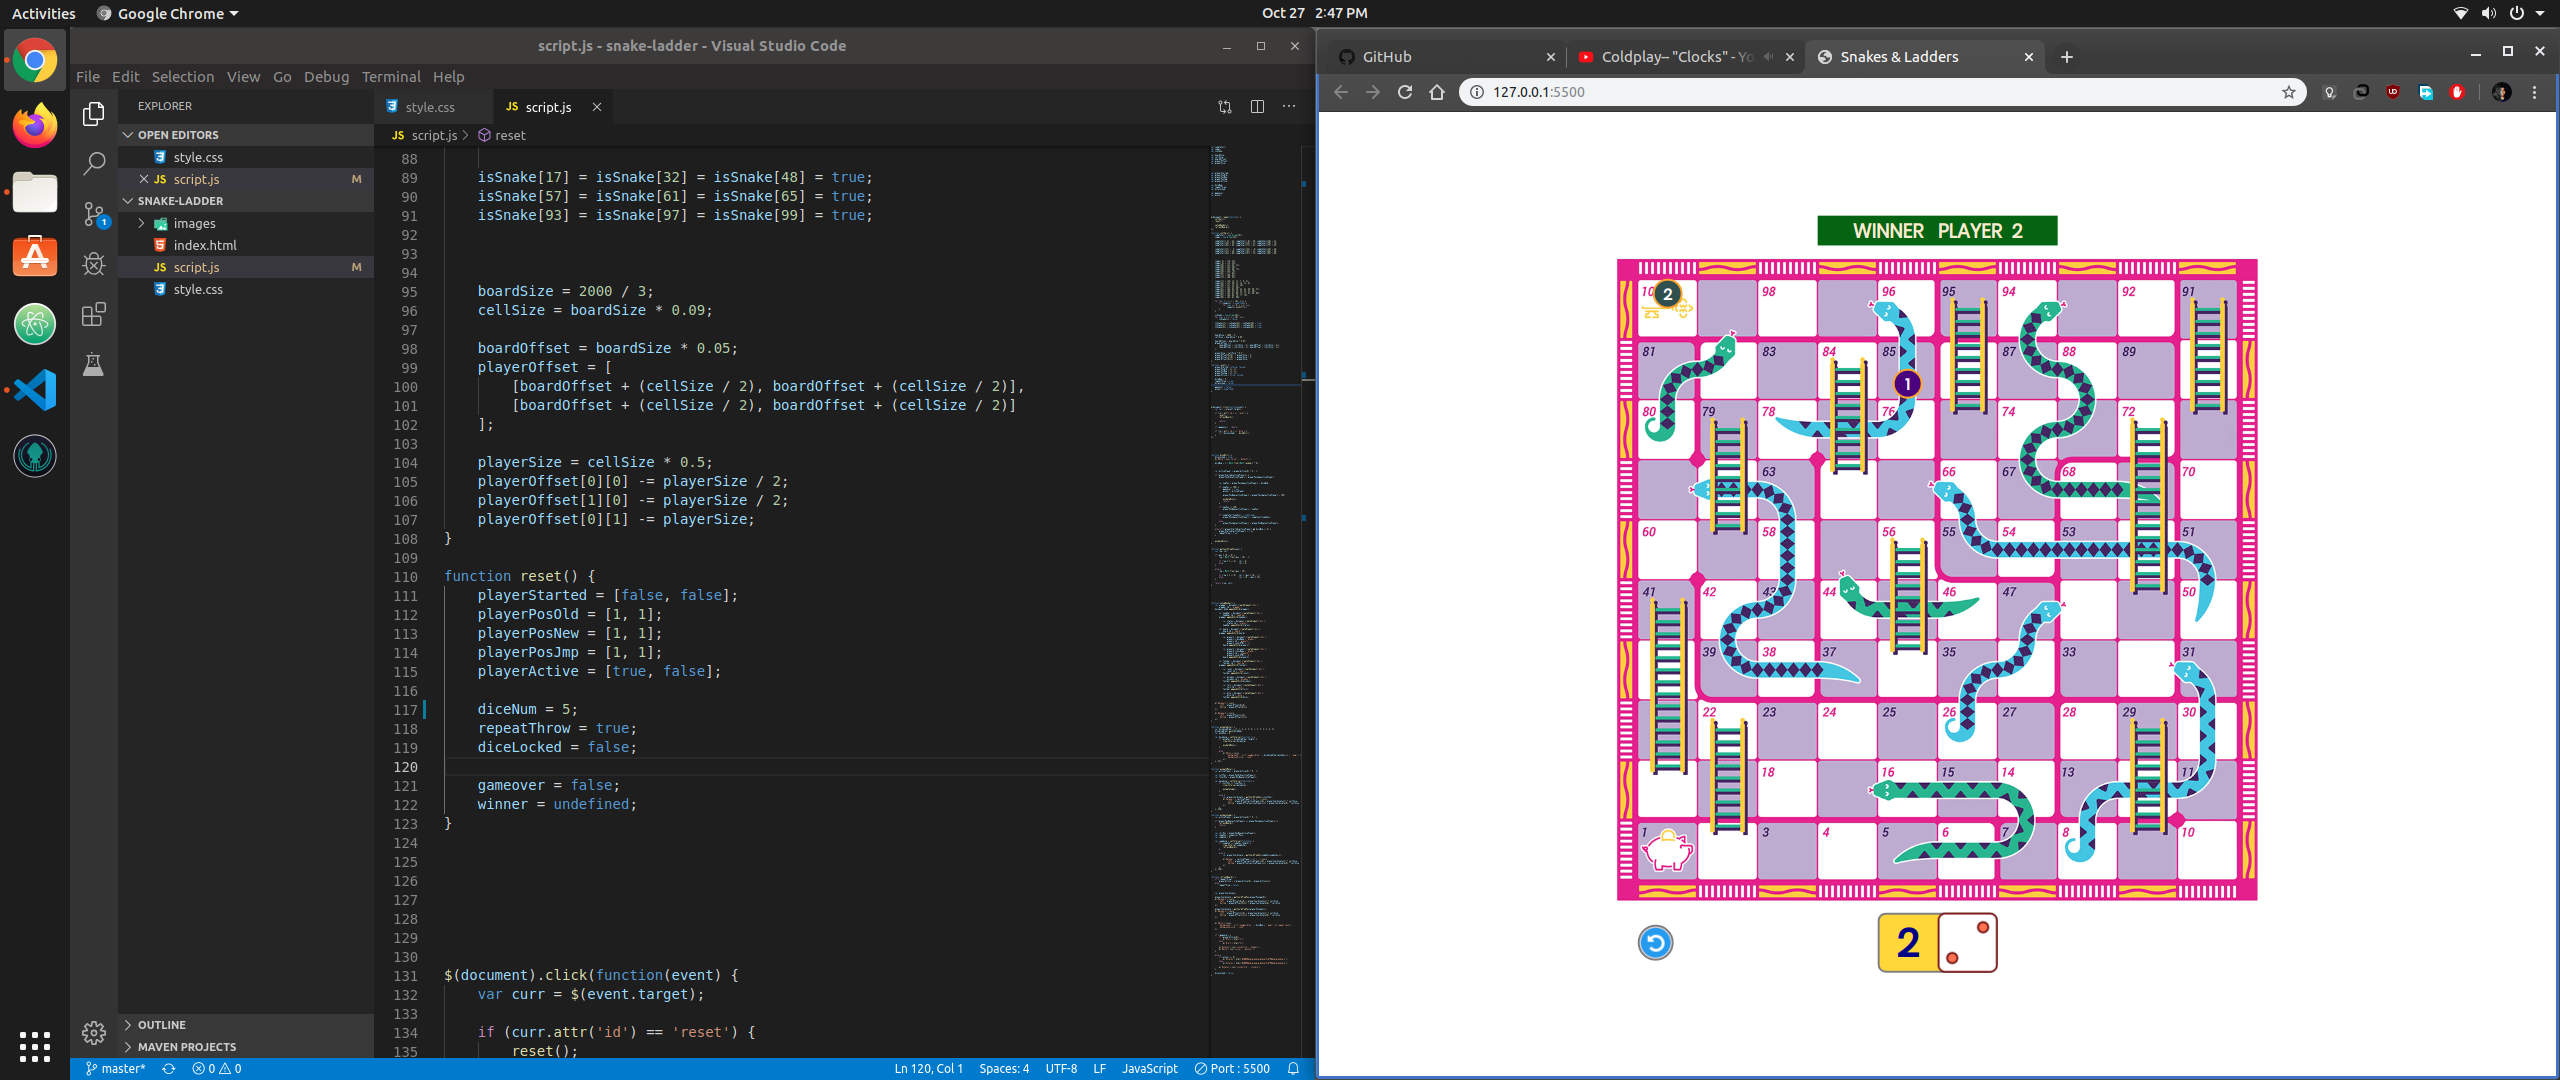 Activities
Google Chrome
Oct 27 2:47 PM
script.js - snake-ladder - Visual Studio Code
File Edit Selection View Go Debug Terminal Help
EXPLORER
OPEN EDITORS
style.css
JS script.js M
SNAKE-LADDER
images
index.html
JS script.js M
style.css
OUTLINE
MAVEN PROJECTS
1
style.css
JS script.js
JS script.js > reset
88
89 isSnake[17] = isSnake[32] = isSnake[48] = true;
90 isSnake[57] = isSnake[61] = isSnake[65] = true;
91 isSnake[93] = isSnake[97] = isSnake[99] = true;
92
93
94
95 boardSize = 2000 / 3;
96 cellSize = boardSize * 0.09;
97
98 boardOffset = boardSize * 0.05;
99 playerOffset = [
100 [boardOffset + (cellSize / 2), boardOffset + (cellSize / 2)],
101 [boardOffset + (cellSize / 2), boardOffset + (cellSize / 2)]
102 ];
103
104 playerSize = cellSize * 0.5;
105 playerOffset[0][0] -= playerSize / 2;
106 playerOffset[1][0] -= playerSize / 2;
107 playerOffset[0][1] -= playerSize;
108 }
109
110 function reset() {
111 playerStarted = [false, false];
112 playerPosOld = [1, 1];
113 playerPosNew = [1, 1];
114 playerPosJmp = [1, 1];
115 playerActive = [true, false];
116
117 diceNum = 5;
118 repeatThrow = true;
119 diceLocked = false;
120
121 gameover = false;
122 winner = undefined;
123 }
124
125
126
127
128
129
130
131 $(document).click(function(event) {
132 var curr = $(event.target);
133
134 if (curr.attr('id') == 'reset') {
135 reset();
master* 0 0
Ln 120, Col 1 Spaces: 4 UTF-8 LF JavaScript Port : 5500
GitHub
Coldplay-- "Clocks" - Yo
Snakes & Ladders
127.0.0.1:5500
WINNER PLAYER 2
10 2 98 96 95 94 92 91
81 83 84 85 87 88 89
1
80 79 78 76 74 72
63 66 67 68 70
60 58 56 55 54 53 51
41 42 43 44 46 47 50
39 38 37 35 33 31
22 23 24 25 26 27 28 29 30
18 16 15 14 13 11
1 3 4 5 6 7 8 10
2